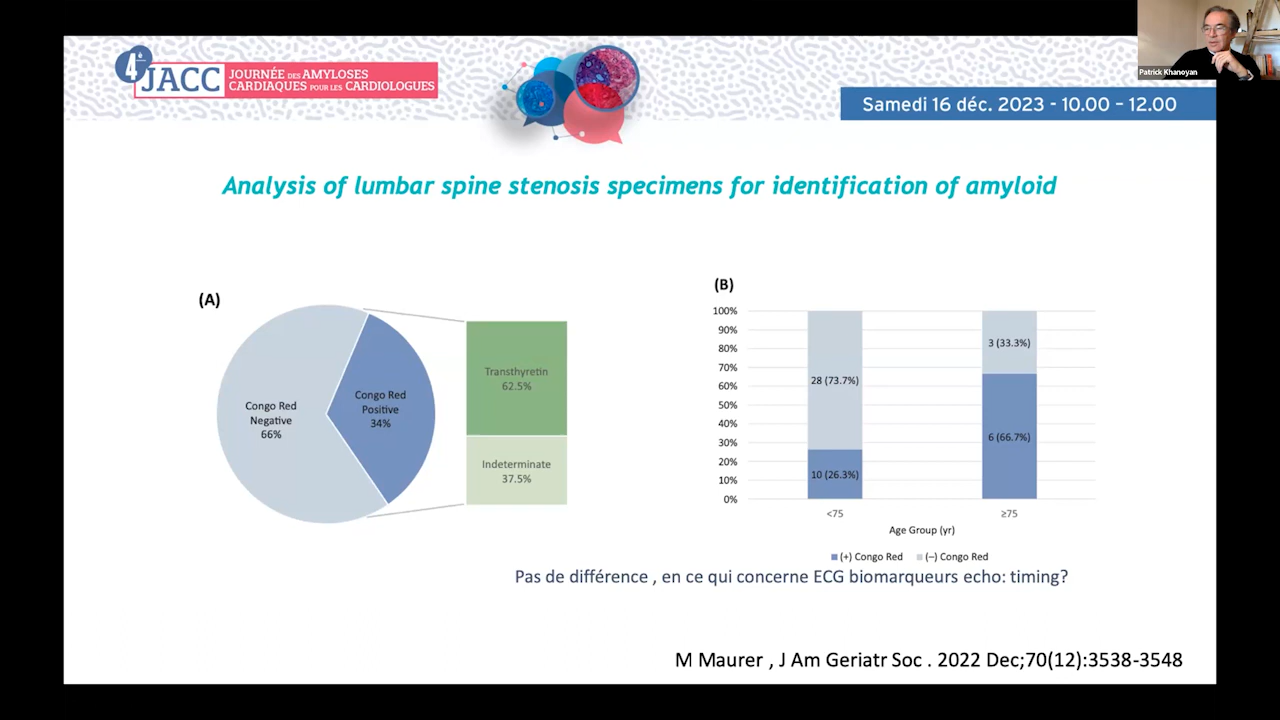 Patrick Khanoyan
4e JACC
JOURNÉE DES AMYLOSES
CARDIAQUES POUR LES CARDIOLOGUES
Samedi 16 déc. 2023 - 10.00 - 12.00
Analysis of lumbar spine stenosis specimens for identification of amyloid
(A)
Congo Red
Negative
66%
Congo Red
Positive
34%
Transthyretin
62.5%
Indeterminate
37.5%
(B)
100%
90%
80%
70%
60%
50%
40%
30%
20%
10%
0%
28 (73.7%)
10 (26.3%)
3 (33.3%)
6 (66.7%)
<75
≥75
Age Group (yr)
(+) Congo Red
(−) Congo Red
Pas de différence , en ce qui concerne ECG biomarqueurs echo: timing?
M Maurer , J Am Geriatr Soc . 2022 Dec;70(12):3538-3548